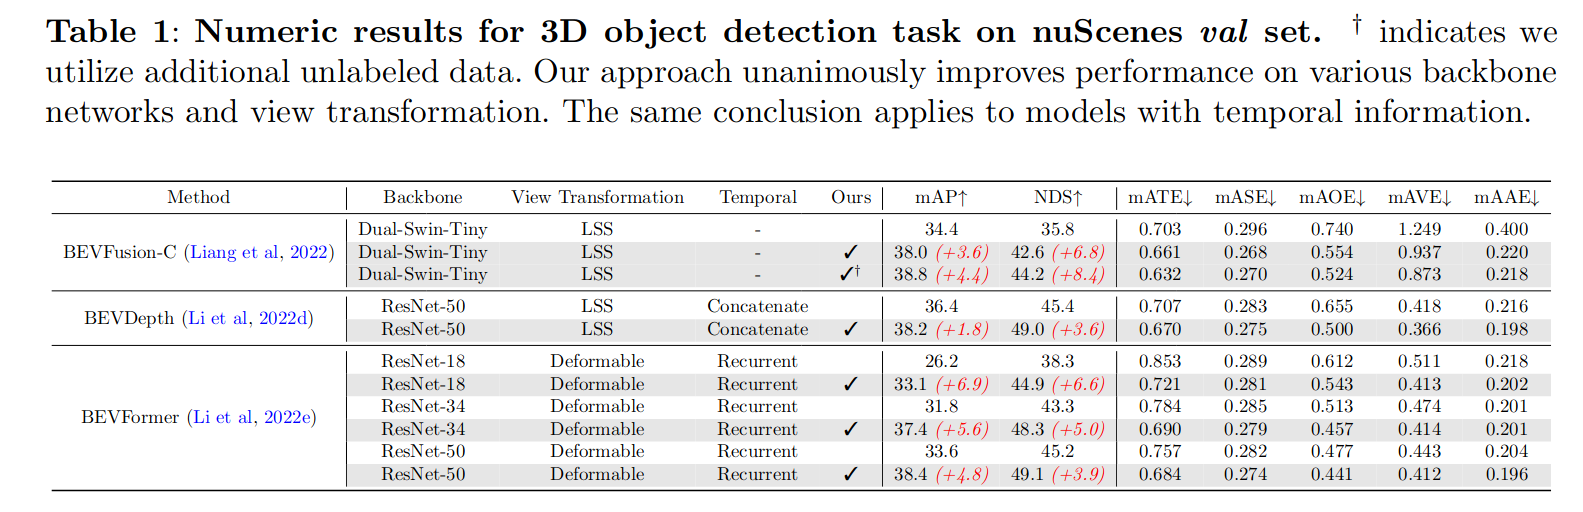 Table 1: Numeric results for 3D object detection task on nuScenes val set. † indicates we
utilize additional unlabeled data. Our approach unanimously improves performance on various backbone
networks and view transformation. The same conclusion applies to models with temporal information.
Method Backbone View Transformation Temporal Ours mAP↑ NDS↑ mATE↓ mASE↓ mAOE↓ mAVE↓ mAAE↓
Dual-Swin-Tiny LSS - 34.4 35.8 0.703 0.296 0.740 1.249 0.400
BEVFusion-C (Liang et al, 2022) Dual-Swin-Tiny LSS - ✓ 38.0 (+3.6) 42.6 (+6.8) 0.661 0.268 0.554 0.937 0.220
Dual-Swin-Tiny LSS - ✓† 38.8 (+4.4) 44.2 (+8.4) 0.632 0.270 0.524 0.873 0.218
BEVDepth (Li et al, 2022d) ResNet-50 LSS Concatenate 36.4 45.4 0.707 0.283 0.655 0.418 0.216
ResNet-50 LSS Concatenate ✓ 38.2 (+1.8) 49.0 (+3.6) 0.670 0.275 0.500 0.366 0.198
ResNet-18 Deformable Recurrent 26.2 38.3 0.853 0.289 0.612 0.511 0.218
ResNet-18 Deformable Recurrent ✓ 33.1 (+6.9) 44.9 (+6.6) 0.721 0.281 0.543 0.413 0.202
ResNet-34 Deformable Recurrent 31.8 43.3 0.784 0.285 0.513 0.474 0.201
BEVFormer (Li et al, 2022e) ResNet-34 Deformable Recurrent ✓ 37.4 (+5.6) 48.3 (+5.0) 0.690 0.279 0.457 0.414 0.201
ResNet-50 Deformable Recurrent 33.6 45.2 0.757 0.282 0.477 0.443 0.204
ResNet-50 Deformable Recurrent ✓ 38.4 (+4.8) 49.1 (+3.9) 0.684 0.274 0.441 0.412 0.196